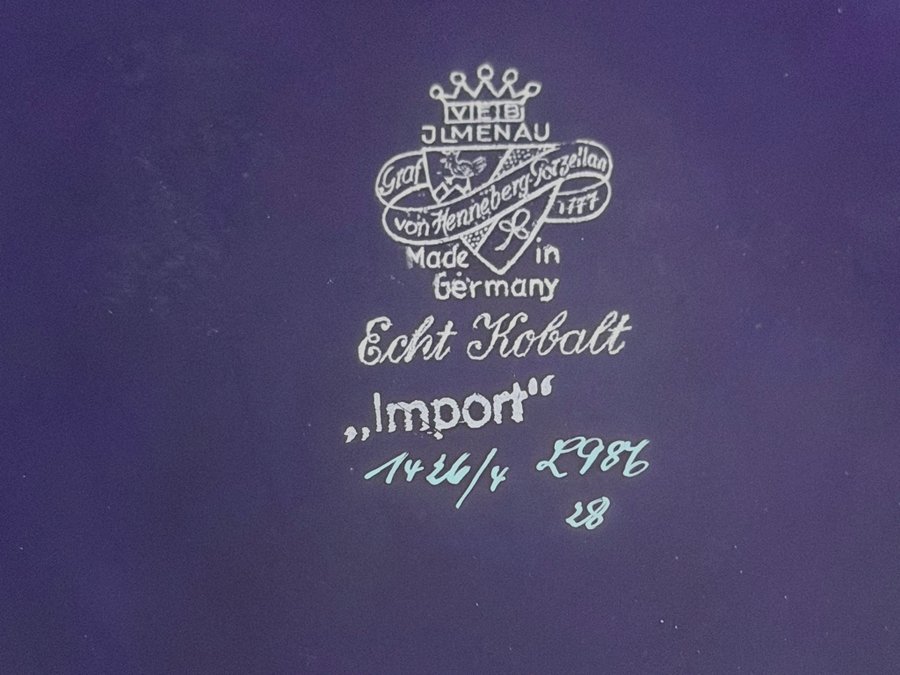 VEB
JLMENAU
Graf
von Henneberg-Porzellan
1777
Made in
Germany
Echt Kobalt
„Import“
1426/4 L986
28